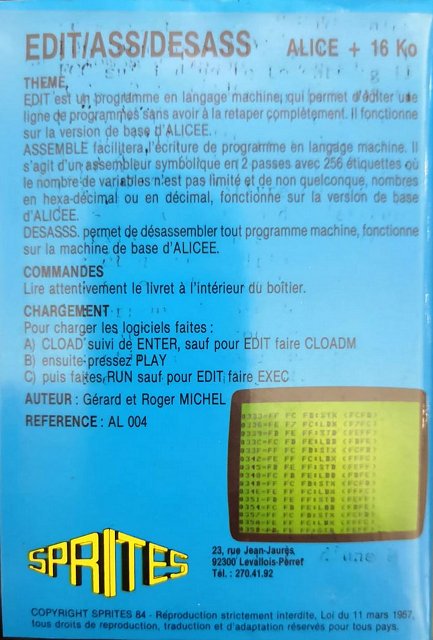 EDIT/ASS/DESASS ALICE + 16 Ko
THEME
EDIT est un programme en langage machine, qui permet d'éditer une
ligne de programmes sans avoir à la retaper complètement. Il fonctionne
sur la version de base d'ALICEE.
ASSEMBLE facilitera l'écriture de programme en langage machine. Il
s'agit d'un assembleur symbolique en 2 passes avec 256 étiquettes où
le nombre de variables n'est pas limité et de non quelconque, nombres
en hexa-décimal ou en décimal, fonctionne sur la version de base
d'ALICEE.
DESASSS. permet de désassembler tout programme machine, fonctionne
sur la machine de base d'ALICEE.
COMMANDES
Lire attentivement le livret à l'intérieur du boîtier.
CHARGEMENT
Pour charger les logiciels faites :
A) CLOAD suivi de ENTER, sauf pour EDIT faire CLOADM
B) ensuite pressez PLAY
C) puis faites RUN sauf pour EDIT faire EXEC
AUTEUR : Gérard et Roger MICHEL
REFERENCE : AL 004
SPRITES
23, rue Jean-Jaurès
92300 Levallois-Perret
Tél. : 270.41.92
COPYRIGHT SPRITES 84 - Réproduction strictement interdite, Loi du 11 mars 1957,
tous droits de reproduction, traduction et d'adaptation réservés pour tous pays.